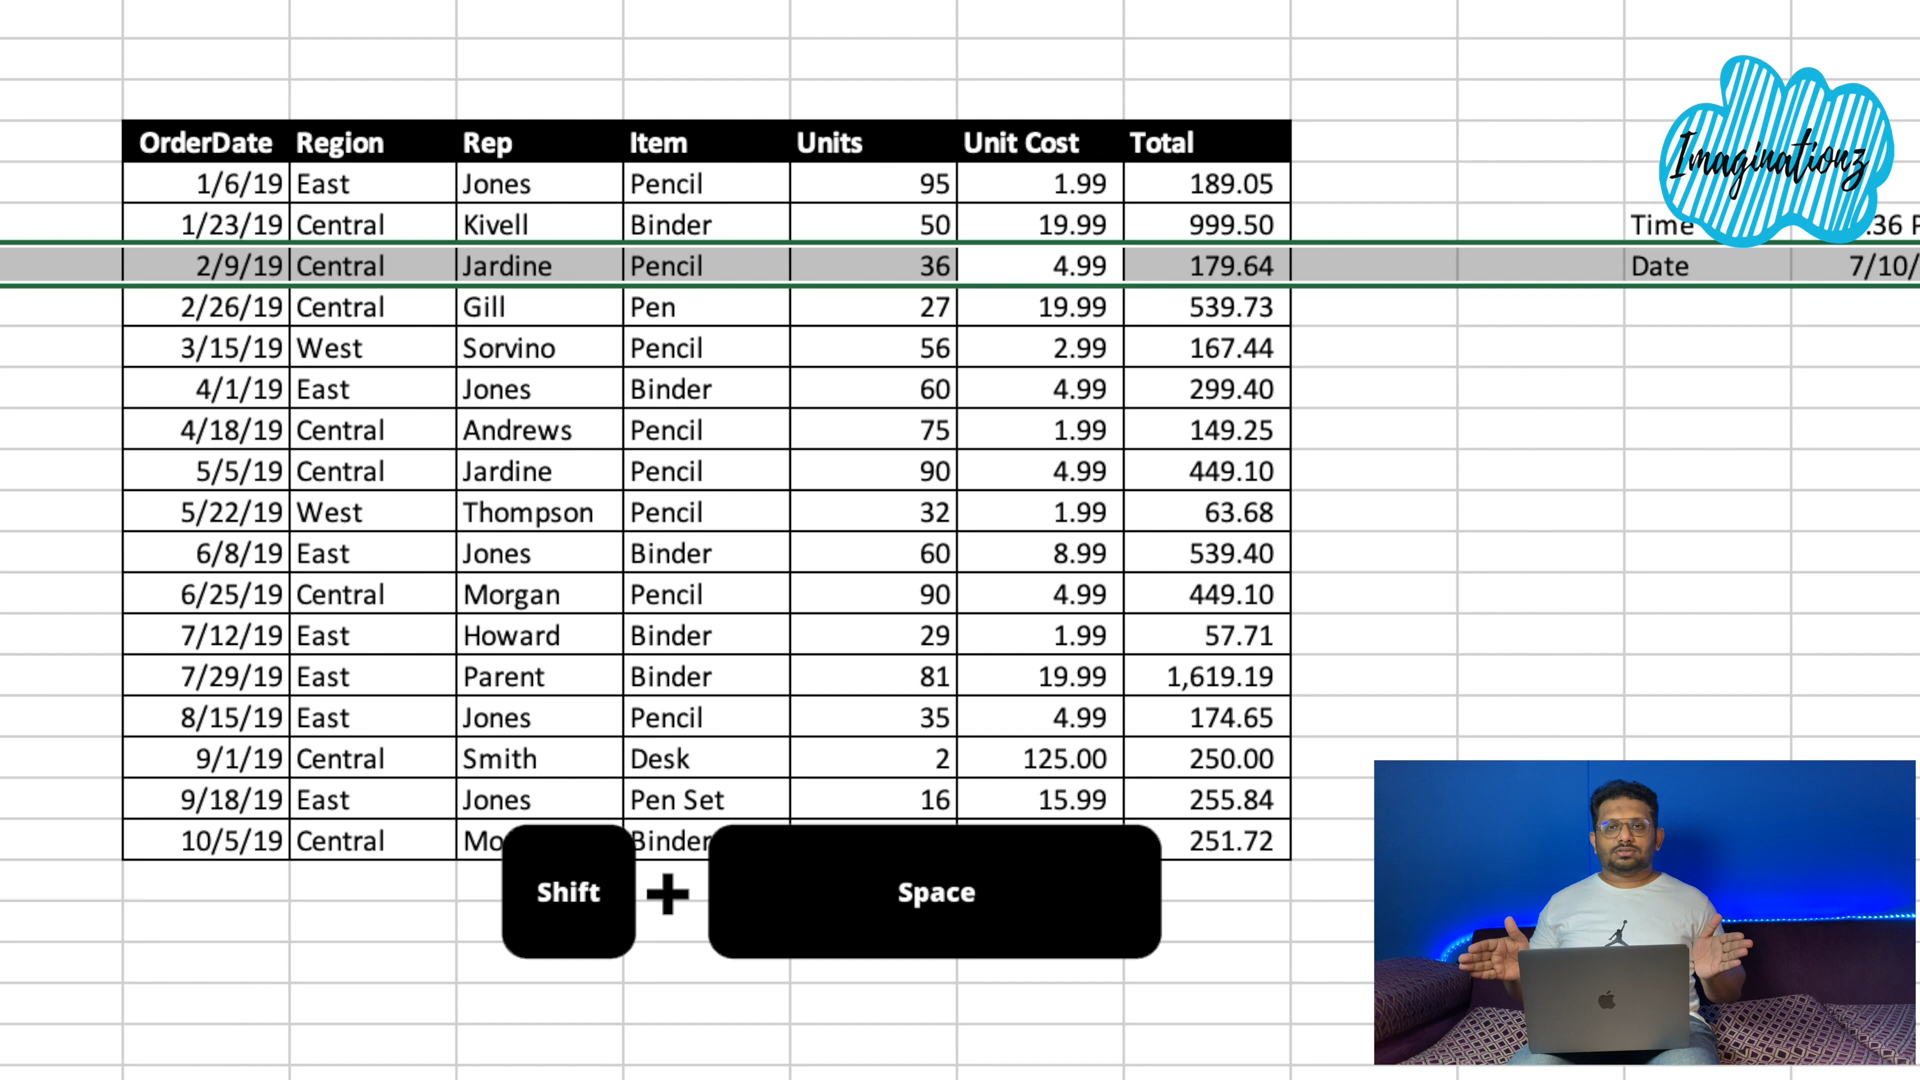 Imaginationz
OrderDate Region Rep Item Units Unit Cost Total
1/6/19 East Jones Pencil 95 1.99 189.05
1/23/19 Central Kivell Binder 50 19.99 999.50 Time .36 P
2/9/19 Central Jardine Pencil 36 4.99 179.64 Date 7/10/
2/26/19 Central Gill Pen 27 19.99 539.73
3/15/19 West Sorvino Pencil 56 2.99 167.44
4/1/19 East Jones Binder 60 4.99 299.40
4/18/19 Central Andrews Pencil 75 1.99 149.25
5/5/19 Central Jardine Pencil 90 4.99 449.10
5/22/19 West Thompson Pencil 32 1.99 63.68
6/8/19 East Jones Binder 60 8.99 539.40
6/25/19 Central Morgan Pencil 90 4.99 449.10
7/12/19 East Howard Binder 29 1.99 57.71
7/29/19 East Parent Binder 81 19.99 1,619.19
8/15/19 East Jones Pencil 35 4.99 174.65
9/1/19 Central Smith Desk 2 125.00 250.00
9/18/19 East Jones Pen Set 16 15.99 255.84
10/5/19 Central Mo Binder 251.72
Shift + Space